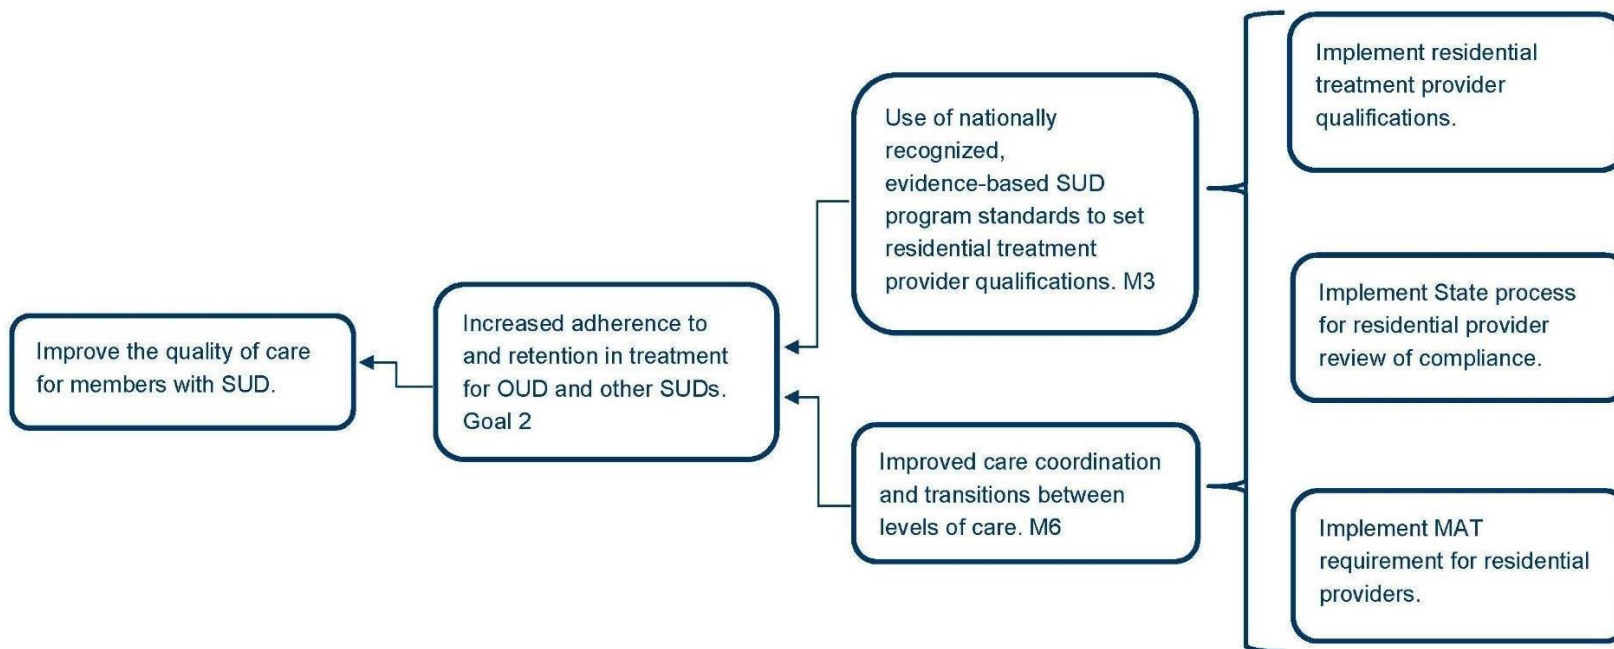 Improve the quality of care
for members with SUD.
Increased adherence to
and retention in treatment
for OUD and other SUDs.
Goal 2
Use of nationally
recognized,
evidence-based SUD
program standards to set
residential treatment
provider qualifications. M3
Improved care coordination
and transitions between
levels of care. M6
Implement residential
treatment provider
qualifications.
Implement State process
for residential provider
review of compliance.
Implement MAT
requirement for residential
providers.